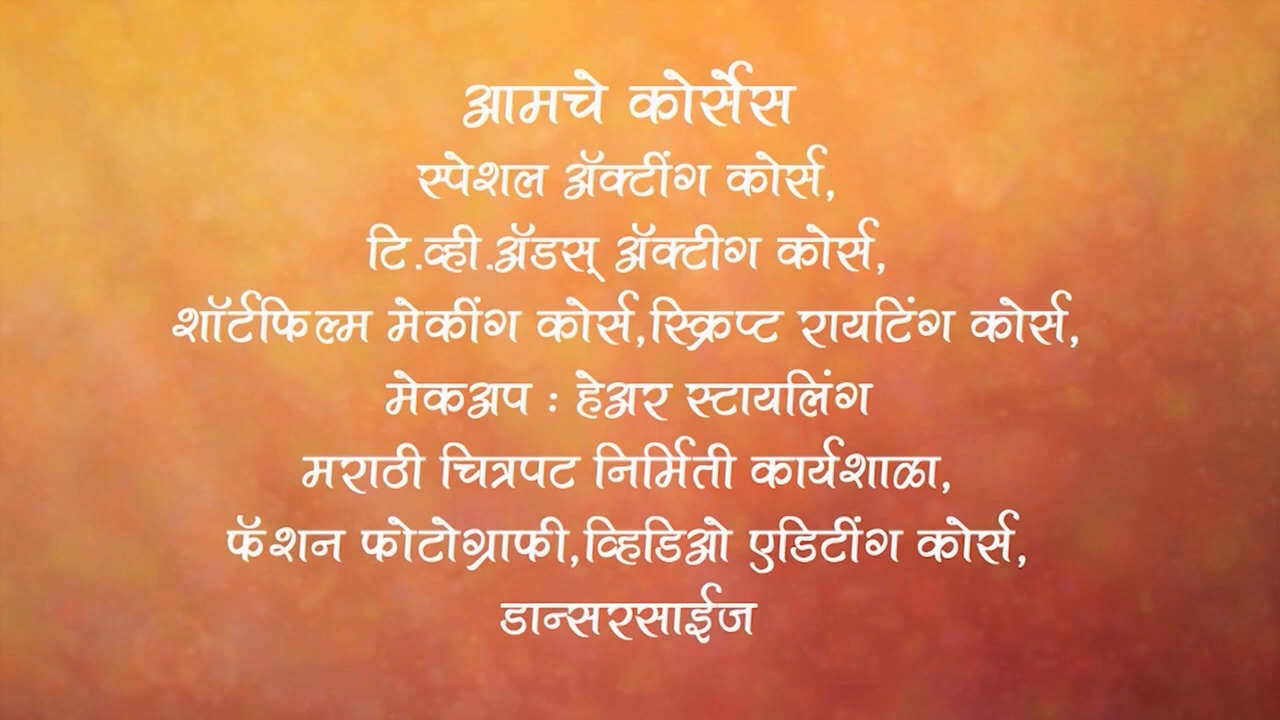 आमचे कोर्सेस
स्पेशल ॲक्टींग कोर्स,
टि.व्ही.ॲडस् ॲक्टीग कोर्स,
शॉर्टफिल्म मेकींग कोर्स,स्क्रिप्ट रायटिंग कोर्स,
मेकअप : हेअर स्टायलिंग
मराठी चित्रपट निर्मिती कार्यशाळा,
फॅशन फोटोग्राफी,व्हिडिओ एडिटींग कोर्स,
डान्सरसाईज